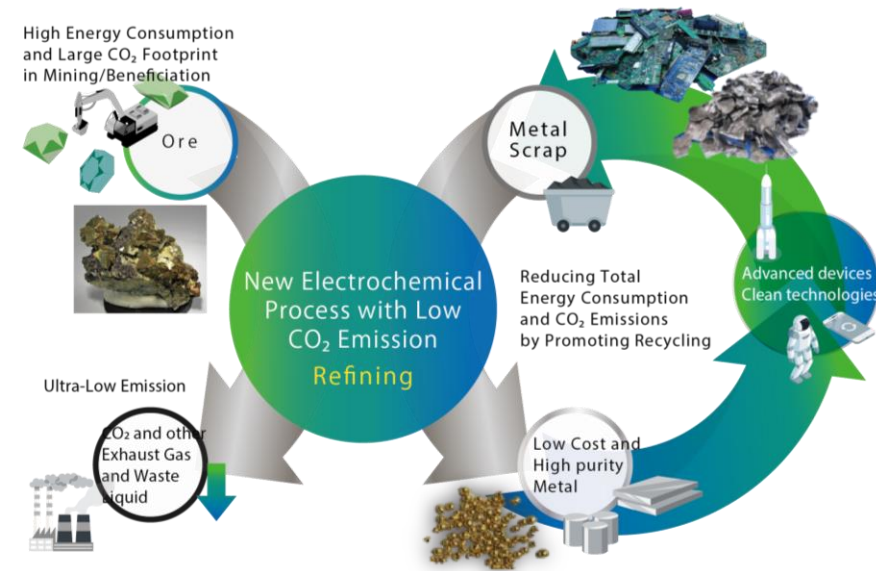 High Energy Consumption
and Large CO₂ Footprint
in Mining/Beneficiation
Ore
Metal
Scrap
New Electrochemical
Process with Low
CO₂ Emission
Refining
Reducing Total
Energy Consumption
and CO₂ Emissions
by Promoting Recycling
Advanced devices
Clean technologies
Ultra-Low Emission
CO₂ and other
Exhaust Gas
and Waste
Liquid
Low Cost and
High purity
Metal